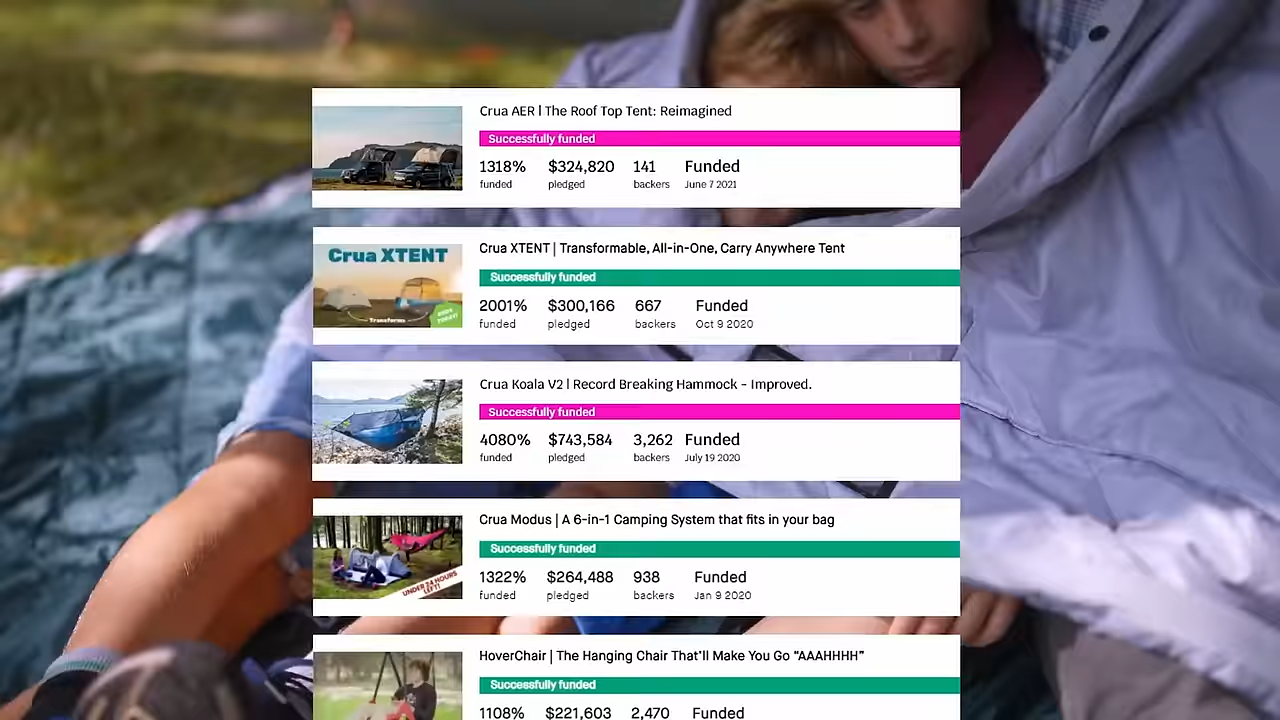 Crua AER | The Roof Top Tent: Reimagined
Successfully funded
1318% $324,820 141 Funded
funded pledged backers June 7 2021
Crua XTENT
Transforms
ENDS TODAY!
Crua XTENT | Transformable, All-in-One, Carry Anywhere Tent
Successfully funded
2001% $300,166 667 Funded
funded pledged backers Oct 9 2020
Crua Koala V2 | Record Breaking Hammock - Improved.
Successfully funded
4080% $743,584 3,262 Funded
funded pledged backers July 19 2020
UNDER 24 HOURS
LEFT!
Crua Modus | A 6-in-1 Camping System that fits in your bag
Successfully funded
1322% $264,488 938 Funded
funded pledged backers Jan 9 2020
HoverChair | The Hanging Chair That'll Make You Go “AAAHHHH”
Successfully funded
1108% $221,603 2,470 Funded